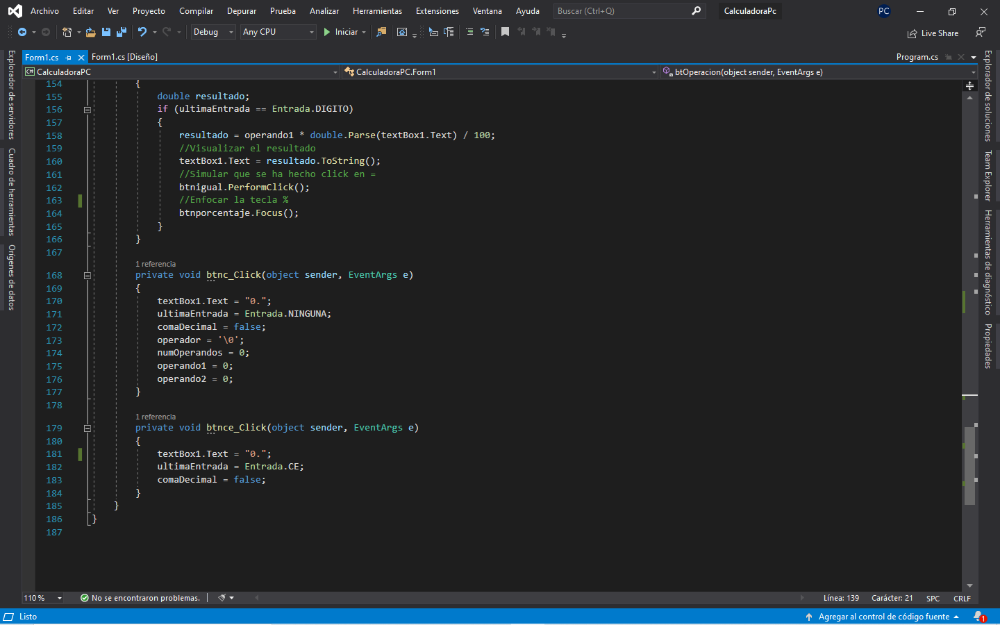 Archivo Editar Ver Proyecto Compilar Depurar Prueba Analizar Herramientas Extensiones Ventana Ayuda Buscar (Ctrl+Q) CalculadoraPc PC
Debug Any CPU Iniciar Live Share
Form1.cs Form1.cs [Diseño] Program.cs
C# CalculadoraPC CalculadoraPC.Form1 btOperacion(object sender, EventArgs e)
Explorador de servidores
Cuadro de herramientas
Orígenes de datos
154 {
155 double resultado;
156 if (ultimaEntrada == Entrada.DIGITO)
157 {
158 resultado = operando1 * double.Parse(textBox1.Text) / 100;
159 //Visualizar el resultado
160 textBox1.Text = resultado.ToString();
161 //Simular que se ha hecho click en =
162 btnigual.PerformClick();
163 //Enfocar la tecla %
164 btnporcentaje.Focus();
165 }
166 }
167
1 referencia
168 private void btnc_Click(object sender, EventArgs e)
169 {
170 textBox1.Text = "0.";
171 ultimaEntrada = Entrada.NINGUNA;
172 comaDecimal = false;
173 operador = '\0';
174 numOperandos = 0;
175 operando1 = 0;
176 operando2 = 0;
177 }
178
1 referencia
179 private void btnce_Click(object sender, EventArgs e)
180 {
181 textBox1.Text = "0.";
182 ultimaEntrada = Entrada.CE;
183 comaDecimal = false;
184 }
185 }
186 }
187
Explorador de soluciones
Team Explorer
Herramientas de diagnóstico
Propiedades
110 % No se encontraron problemas. Línea: 139 Carácter: 21 SPC CRLF
Listo Agregar al control de código fuente 1